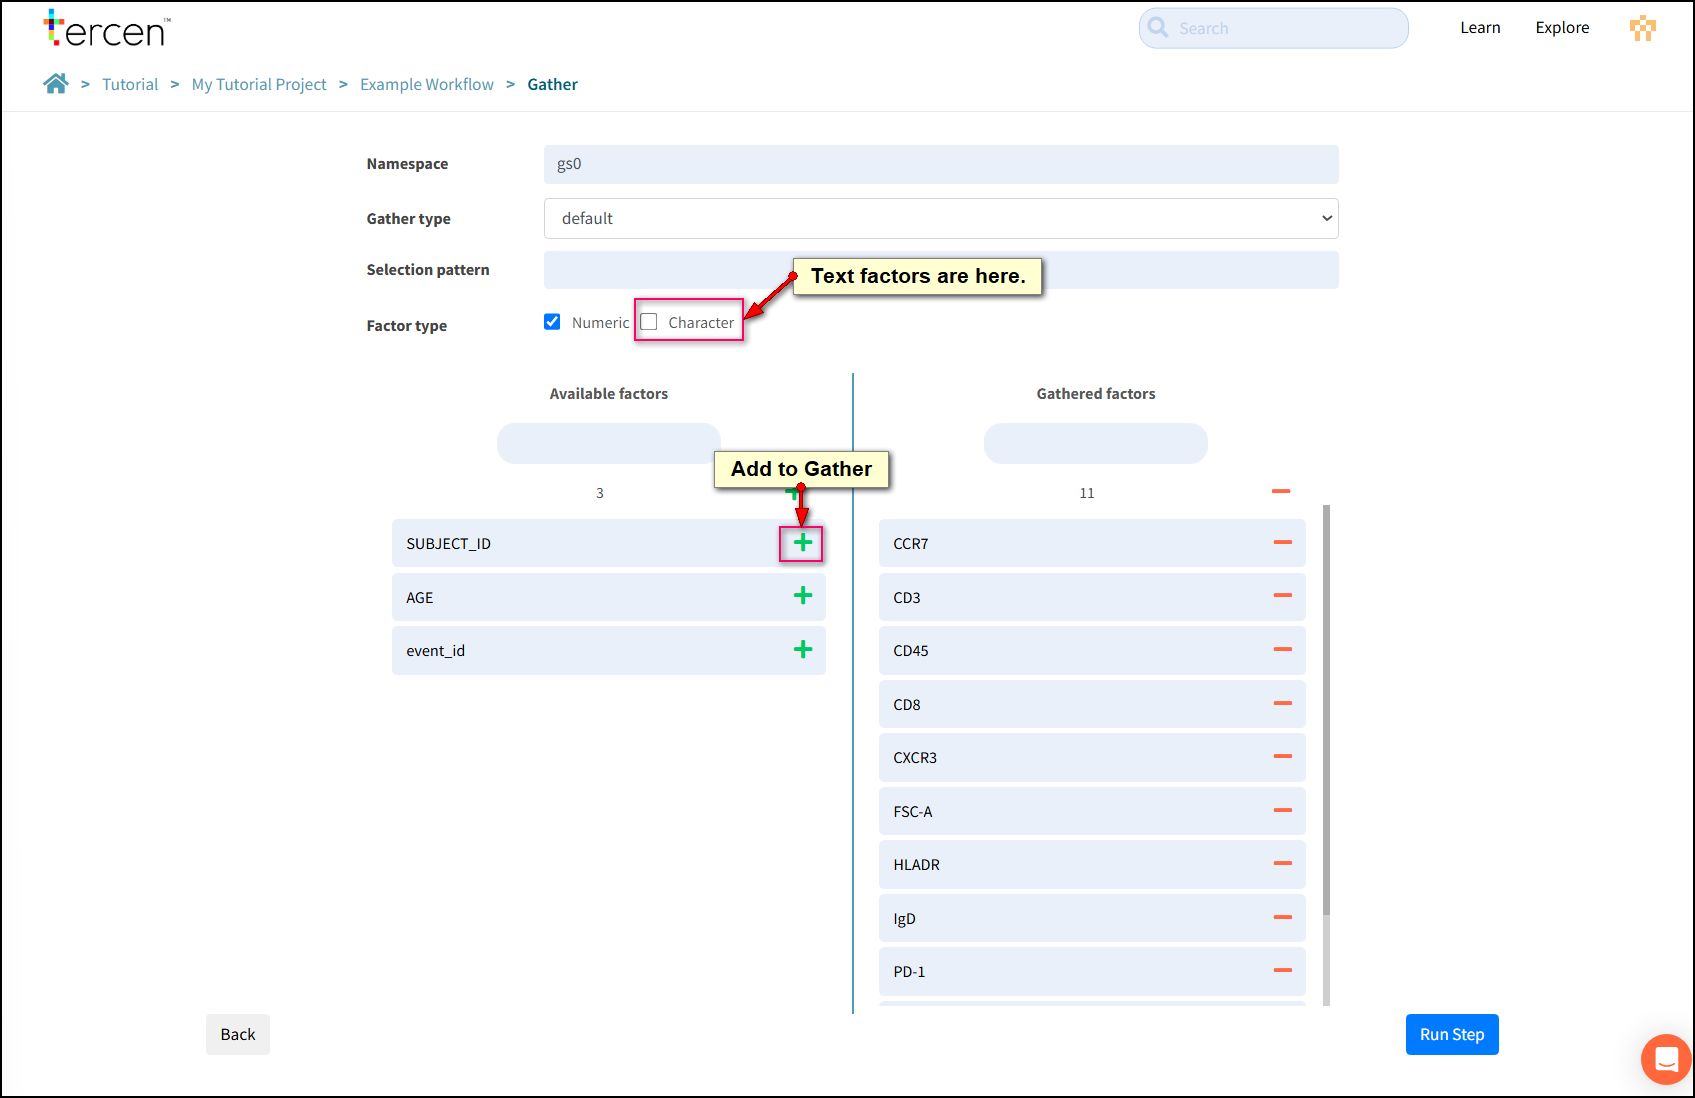 tercen™
Search
Learn
Explore
> Tutorial > My Tutorial Project > Example Workflow > Gather
Namespace
gs0
Gather type
default
Selection pattern
Text factors are here.
Factor type
Numeric
Character
Available factors
Gathered factors
Add to Gather
3
11
SUBJECT_ID
AGE
event_id
CCR7
CD3
CD45
CD8
CXCR3
FSC-A
HLADR
IgD
PD-1
Back
Run Step